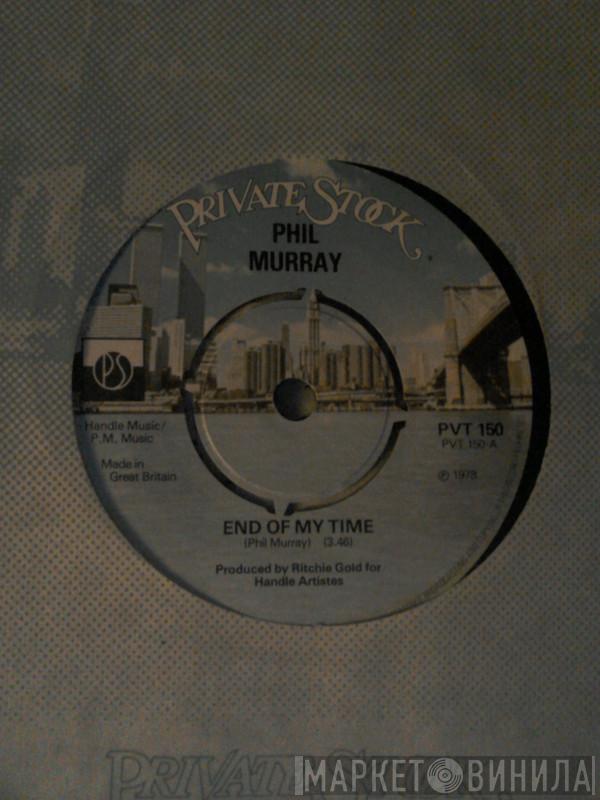 PRIVATE STOCK
PHIL
MURRAY
PS
Handle Music/
P.M. Music
Made in
Great Britain
PVT 150
PVT 150-A
℗ 1978
END OF MY TIME
(Phil Murray) (3.46)
Produced by Ritchie Gold for
Handle Artistes
PRIVATE STOCK
МАРКЕТ ВИНИЛА